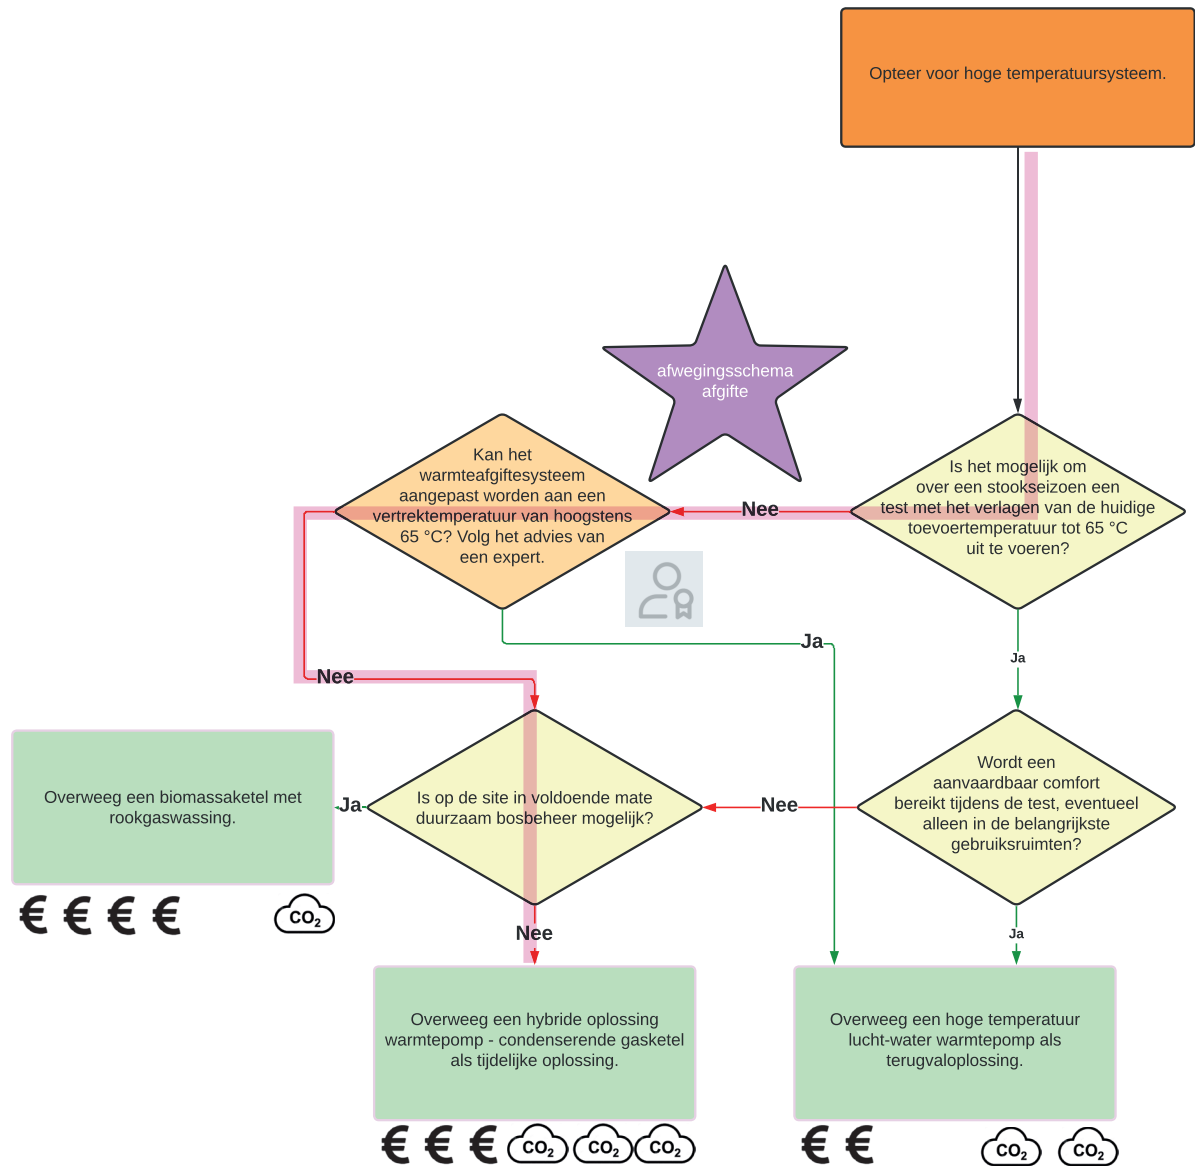 Opteer voor hoge temperatuursysteem.
afwegingsschema
afgifte
Kan het
warmteafgiftesysteem
aangepast worden aan een
vertrektemperatuur van hoogstens
65 °C? Volg het advies van
een expert.
Nee
Is het mogelijk om
over een stookseizoen een
test met het verlagen van de huidige
toevoertemperatuur tot 65 °C
uit te voeren?
Ja
Ja
Nee
Overweeg een biomassaketel met
rookgaswassing.
Ja
Is op de site in voldoende mate
duurzaam bosbeheer mogelijk?
Nee
Wordt een
aanvaardbaar comfort
bereikt tijdens de test, eventueel
alleen in de belangrijkste
gebruiksruimten?
€ € € €
CO2
Nee
Ja
Overweeg een hybride oplossing
warmtepomp - condenserende gasketel
als tijdelijke oplossing.
Overweeg een hoge temperatuur
lucht-water warmtepomp als
terugvaloplossing.
€ € € CO2 CO2 CO2
€ € CO2 CO2